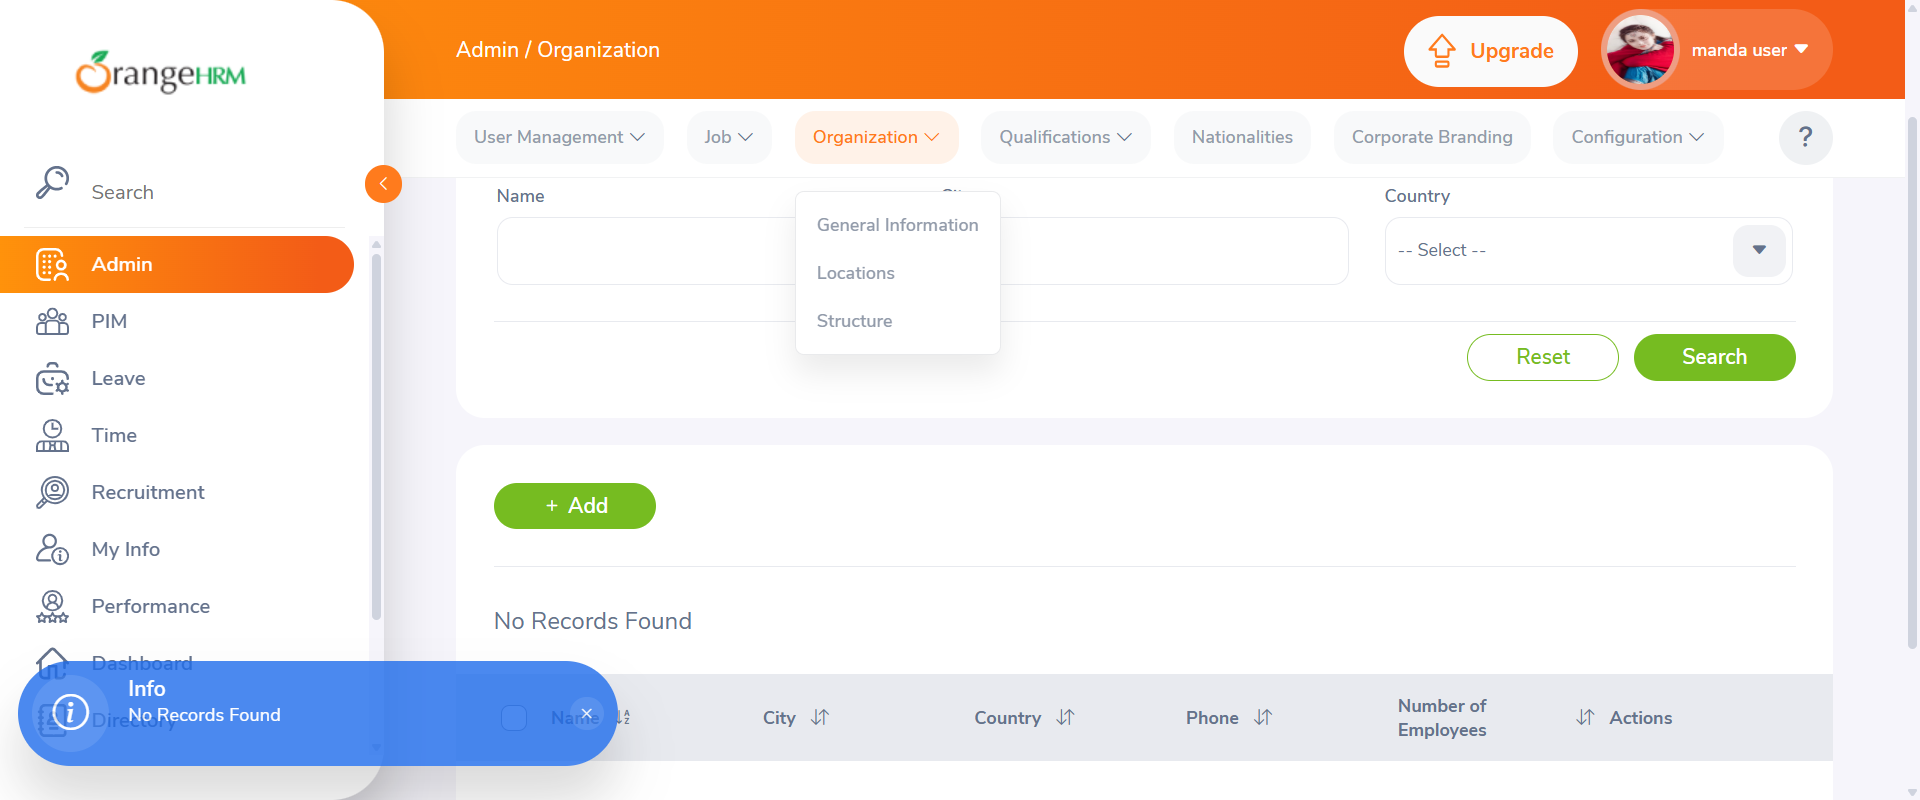 OrangeHRM
Admin / Organization
Upgrade
manda user
User Management
Job
Organization
Qualifications
Nationalities
Corporate Branding
Configuration
?
Search
Admin
PIM
Leave
Time
Recruitment
My Info
Performance
Dashboard
Directory
Name
Country
-- Select --
General Information
Locations
Structure
Reset
Search
+ Add
No Records Found
Name
City
Country
Phone
Number of
Employees
Actions
Info
No Records Found